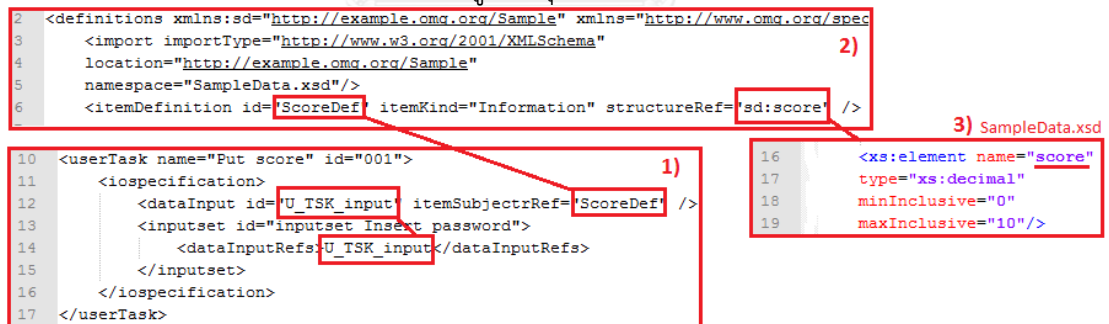 2 <definitions xmlns:sd="http://example.omg.org/Sample" xmlns="http://www.omg.org/spec
3 <import importType="http://www.w3.org/2001/XMLSchema"
2)
4 location="http://example.omg.org/Sample"
5 namespace="SampleData.xsd"/>
6 <itemDefinition id="ScoreDef" itemKind="Information" structureRef="sd:score" />
3) SampleData.xsd
10 <userTask name="Put score" id="001">
1)
11 <iospecification>
12 <dataInput id="U_TSK_input" itemSubjectrRef="ScoreDef" />
13 <inputset id="inputset Insert password">
14 <dataInputRefs>U_TSK_input</dataInputRefs>
15 </inputset>
16 </iospecification>
17 </userTask>
16 <xs:element name="score"
17 type="xs:decimal"
18 minInclusive="0"
19 maxInclusive="10"/>